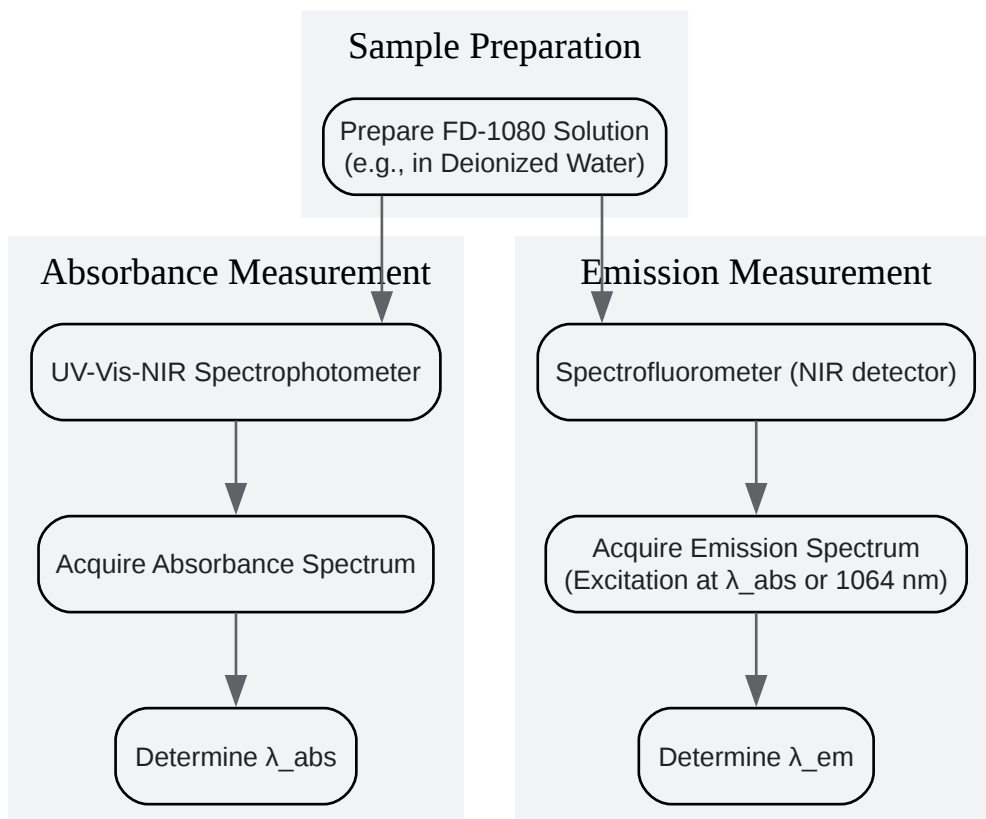 Sample Preparation
Prepare FD-1080 Solution
(e.g., in Deionized Water)
Absorbance Measurement
UV-Vis-NIR Spectrophotometer
Acquire Absorbance Spectrum
Determine λ_abs
Emission Measurement
Spectrofluorometer (NIR detector)
Acquire Emission Spectrum
(Excitation at λ_abs or 1064 nm)
Determine λ_em